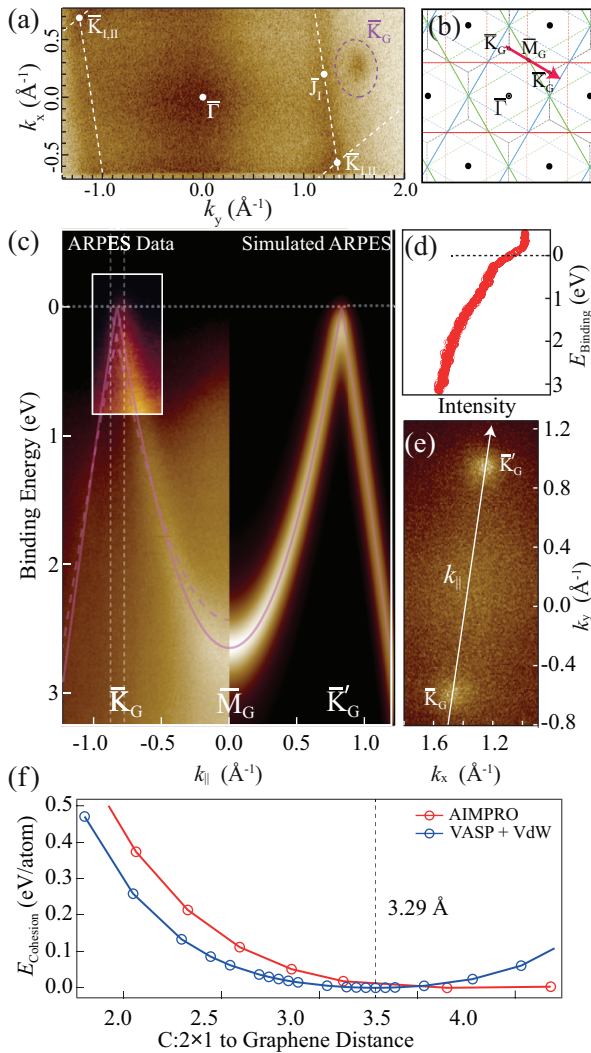 (a)
K̅I,II
K̅G
J̅I
Γ̅
K̅I,II
0.5
0.0
-0.5
kx (Å-1)
-1.0
0.0
1.0
2.0
ky (Å-1)
(b)
K̅G
M̅G
K̅G
Γ̅
(c)
ARPES Data
Simulated ARPES
0
1
2
3
Binding Energy (eV)
K̅G
M̅G
K̅′G
-1.0
-0.5
0.0
0.5
1.0
k|| (Å-1)
(d)
0
1
2
3
EBinding (eV)
Intensity
(e)
K̅′G
k||
K̅G
1.2
0.8
0.4
0.0
-0.4
-0.8
ky (Å-1)
1.6
1.2
kx (Å-1)
(f)
AIMPRO
VASP + VdW
3.29 Å
0.5
0.4
0.3
0.2
0.1
0.0
ECohesion (eV/atom)
2.0
2.5
3.0
3.5
4.0
C:2×1 to Graphene Distance